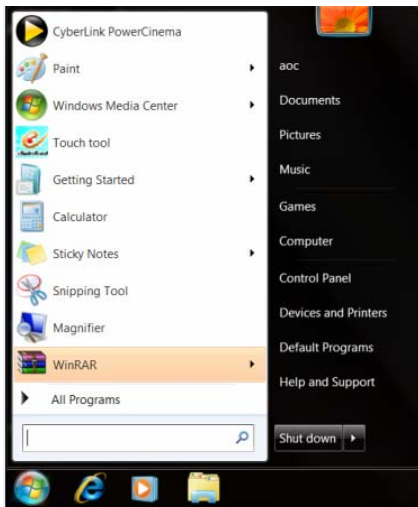 CyberLink PowerCinema
Paint
Windows Media Center
Touch tool
Getting Started
Calculator
Sticky Notes
Snipping Tool
Magnifier
WinRAR
All Programs
aoc
Documents
Pictures
Music
Games
Computer
Control Panel
Devices and Printers
Default Programs
Help and Support
Shut down